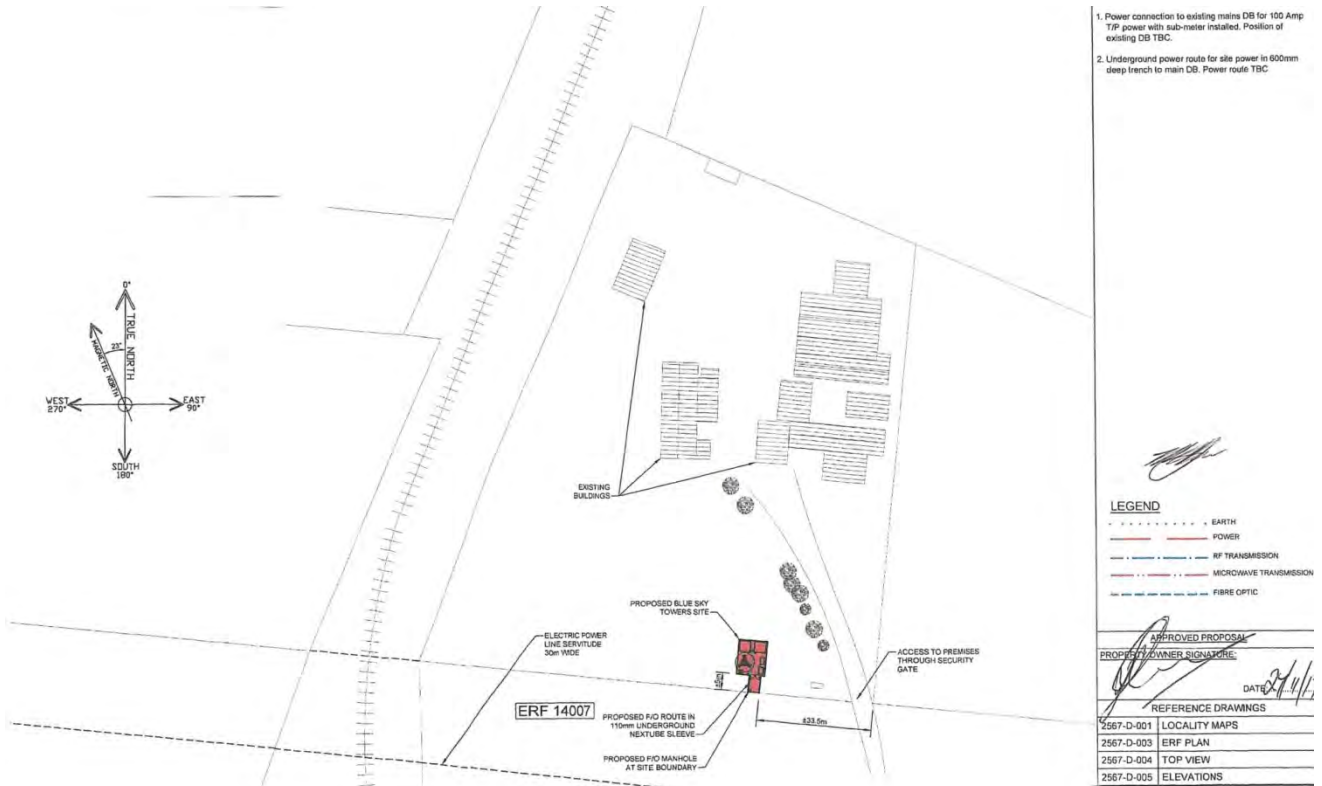 1. Power connection to existing mains DB for 100 Amp
T/P power with sub-meter installed. Position of
existing DB TBC.
2. Underground power route for site power in 600mm
deep trench to main DB. Power route TBC
0°
TRUE NORTH
MAGNETIC NORTH
23°
WEST
270°
EAST
90°
SOUTH
180°
EXISTING
BUILDINGS
PROPOSED BLUE SKY
TOWERS SITE
ELECTRIC POWER
LINE SERVITUDE
30m WIDE
ACCESS TO PREMISES
THROUGH SECURITY
GATE
ERF 14007
PROPOSED F/O ROUTE IN
110mm UNDERGROUND
NEXTUBE SLEEVE
±33.5m
PROPOSED F/O MANHOLE
AT SITE BOUNDARY
LEGEND
EARTH
POWER
RF TRANSMISSION
MICROWAVE TRANSMISSION
FIBRE OPTIC
APPROVED PROPOSAL
PROPERTY OWNER SIGNATURE:
DATE
REFERENCE DRAWINGS
2567-D-001 LOCALITY MAPS
2567-D-003 ERF PLAN
2567-D-004 TOP VIEW
2567-D-005 ELEVATIONS